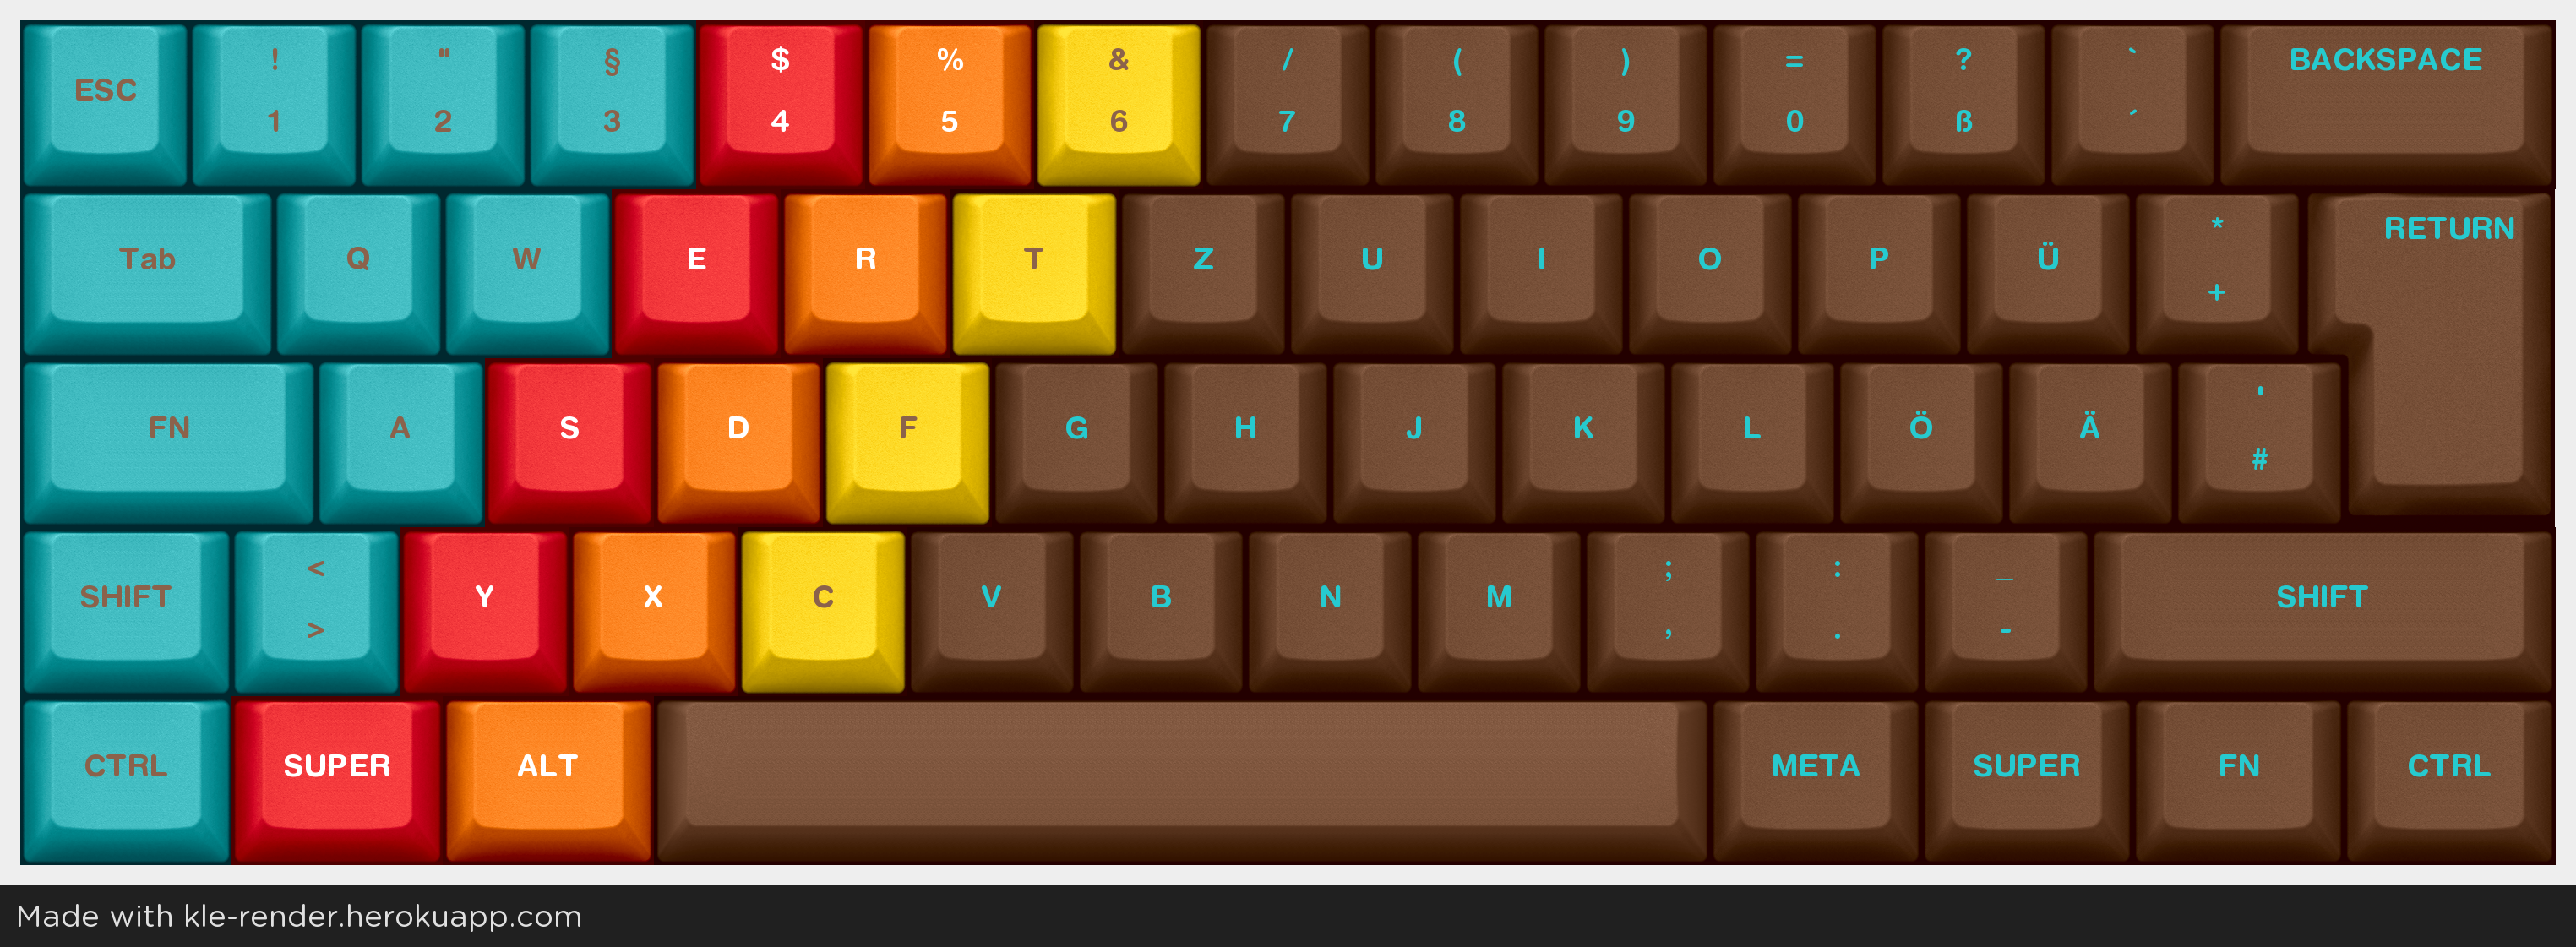 ESC ! " § $ % & / ( ) = ? ` BACKSPACE
1 2 3 4 5 6 7 8 9 0 ß ´
Tab Q W E R T Z U I O P Ü * RETURN
+
FN A S D F G H J K L Ö Ä '
#
SHIFT < Y X C V B N M ; : _ SHIFT
> , . -
CTRL SUPER ALT META SUPER FN CTRL
Made with kle-render.herokuapp.com